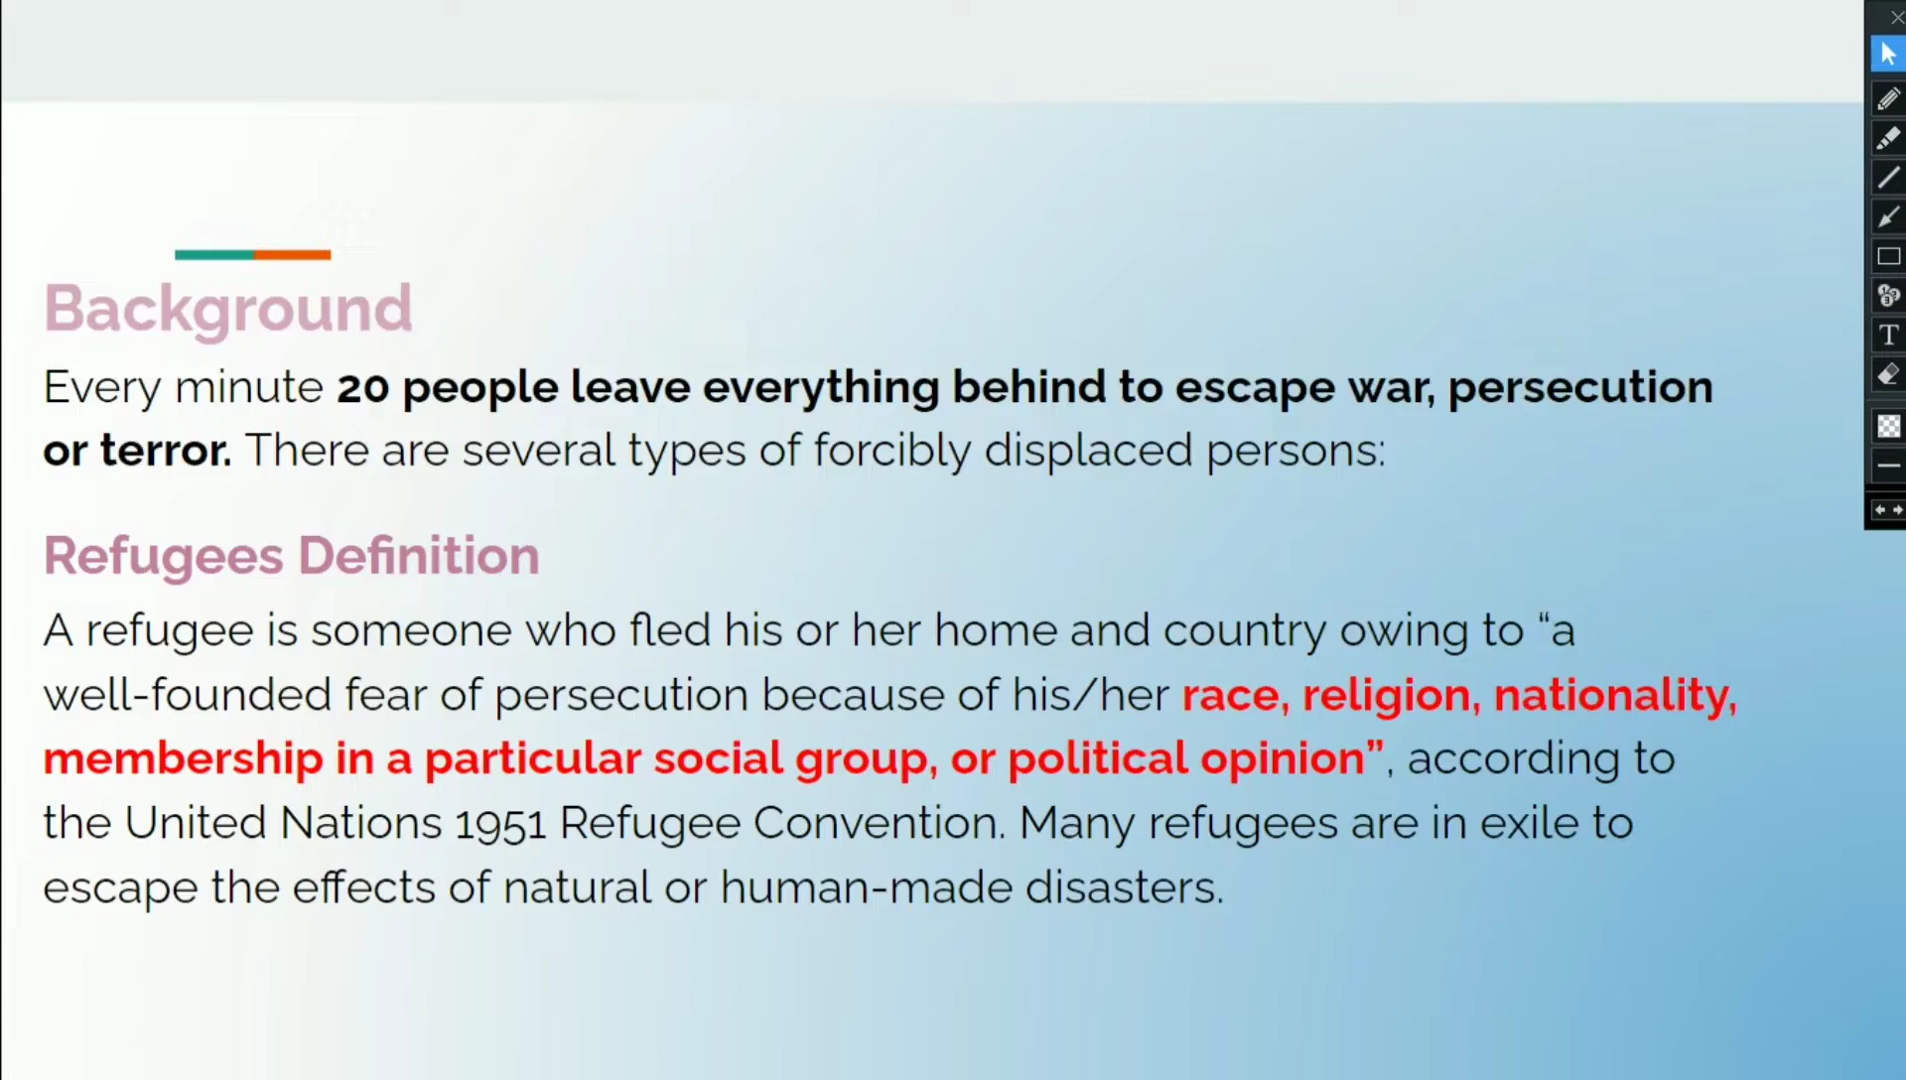 Background
Every minute 20 people leave everything behind to escape war, persecution
or terror. There are several types of forcibly displaced persons:
Refugees Definition
A refugee is someone who fled his or her home and country owing to “a
well-founded fear of persecution because of his/her race, religion, nationality,
membership in a particular social group, or political opinion”, according to
the United Nations 1951 Refugee Convention. Many refugees are in exile to
escape the effects of natural or human-made disasters.
T